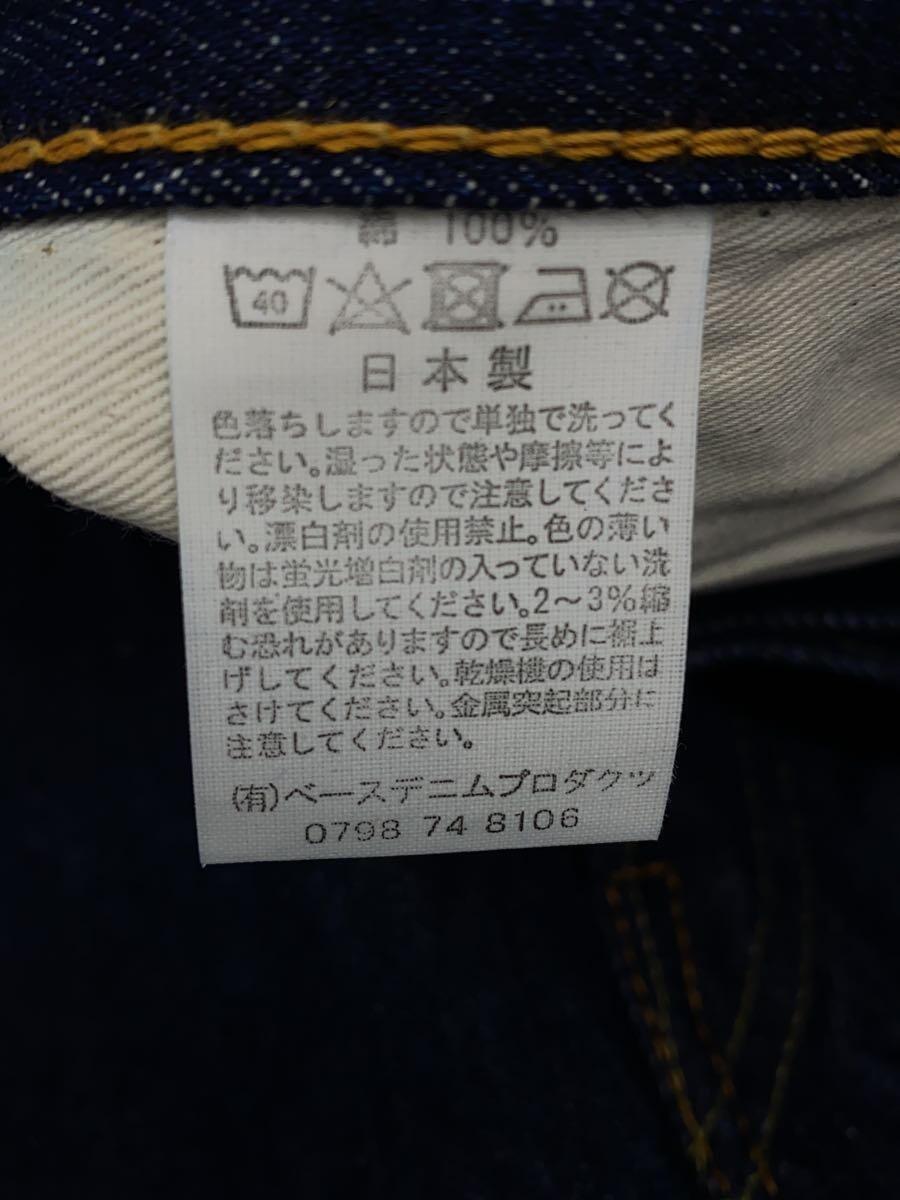 綿 100%
40
日本製
色落ちしますので単独で洗ってく
ださい。湿った状態や摩擦等によ
り移染しますので注意してくださ
い。漂白剤の使用禁止。色の薄い
物は蛍光増白剤の入っていない洗
剤を使用してください。2～3%縮
む恐れがありますので長めに裾上
げしてください。乾燥機の使用は
さけてください。金属突起部分に
注意してください。
(有)ベースデニムプロダクツ
0798 74 8106